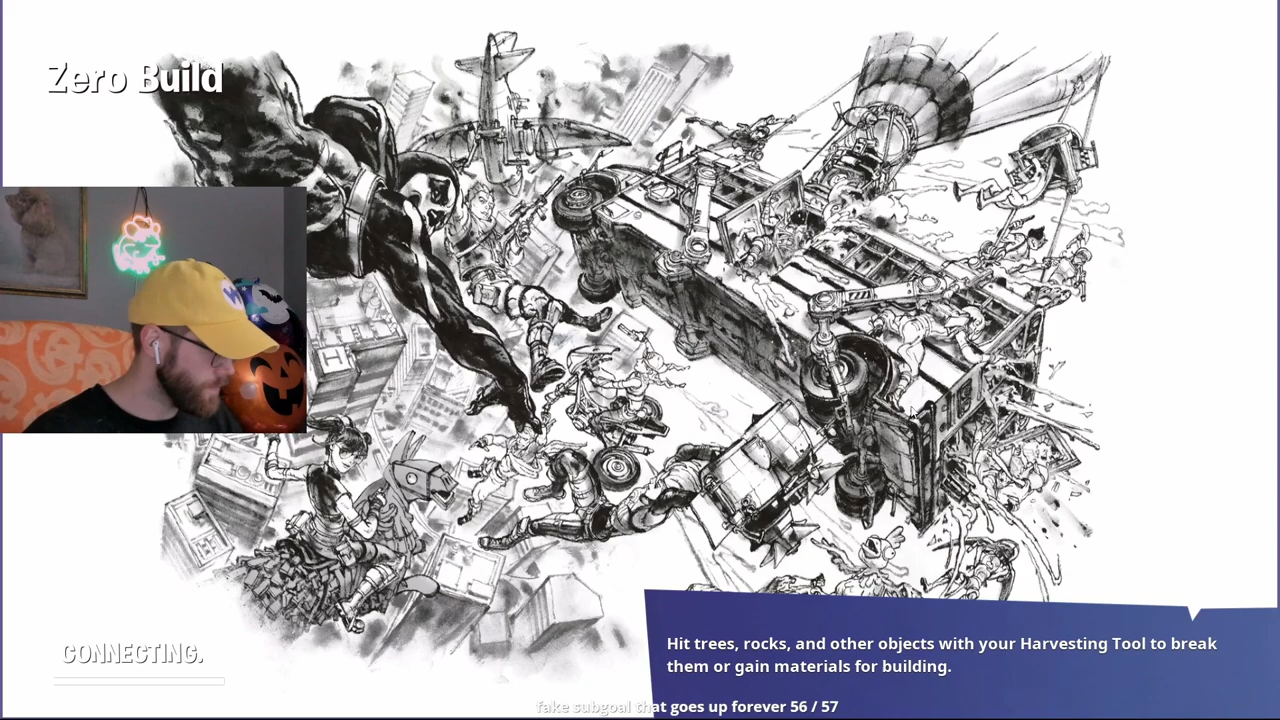 Zero Build
W
CONNECTING.
Hit trees, rocks, and other objects with your Harvesting Tool to break
them or gain materials for building.
fake subgoal that goes up forever 56 / 57